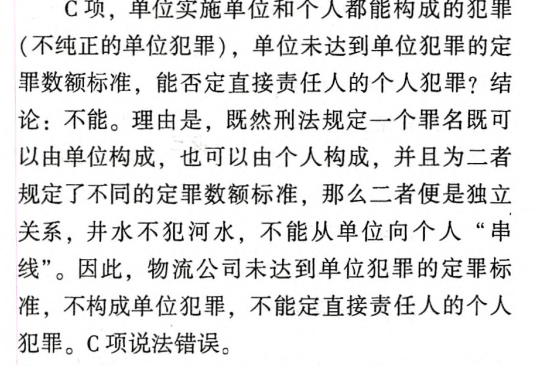 C项，单位实施单位和个人都能构成的犯罪
(不纯正的单位犯罪)，单位未达到单位犯罪的定
罪数额标准，能否定直接责任人的个人犯罪？结
论：不能。理由是，既然刑法规定一个罪名既可
以由单位构成，也可以由个人构成，并且为二者
规定了不同的定罪数额标准，那么二者便是独立
关系，井水不犯河水，不能从单位向个人“串
线”。因此，物流公司未达到单位犯罪的定罪标
准，不构成单位犯罪，不能定直接责任人的个人
犯罪。C项说法错误。